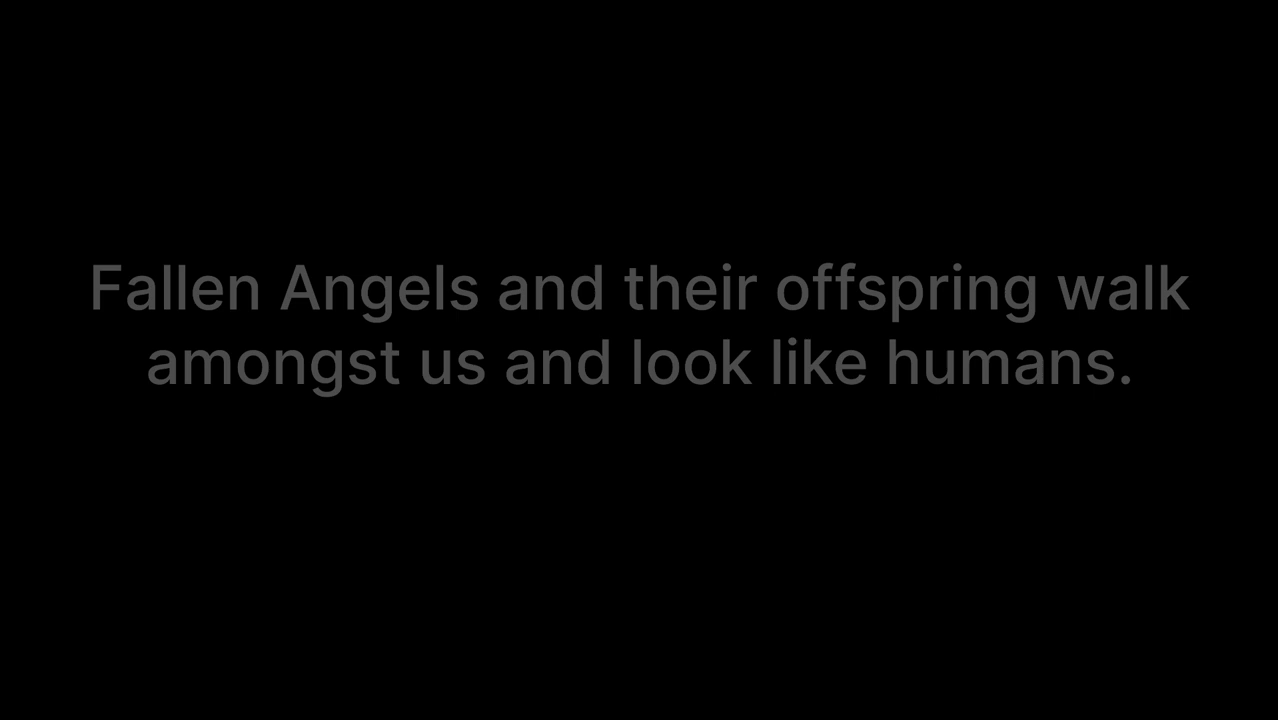 Fallen Angels and their offspring walk
amongst us and look like humans.